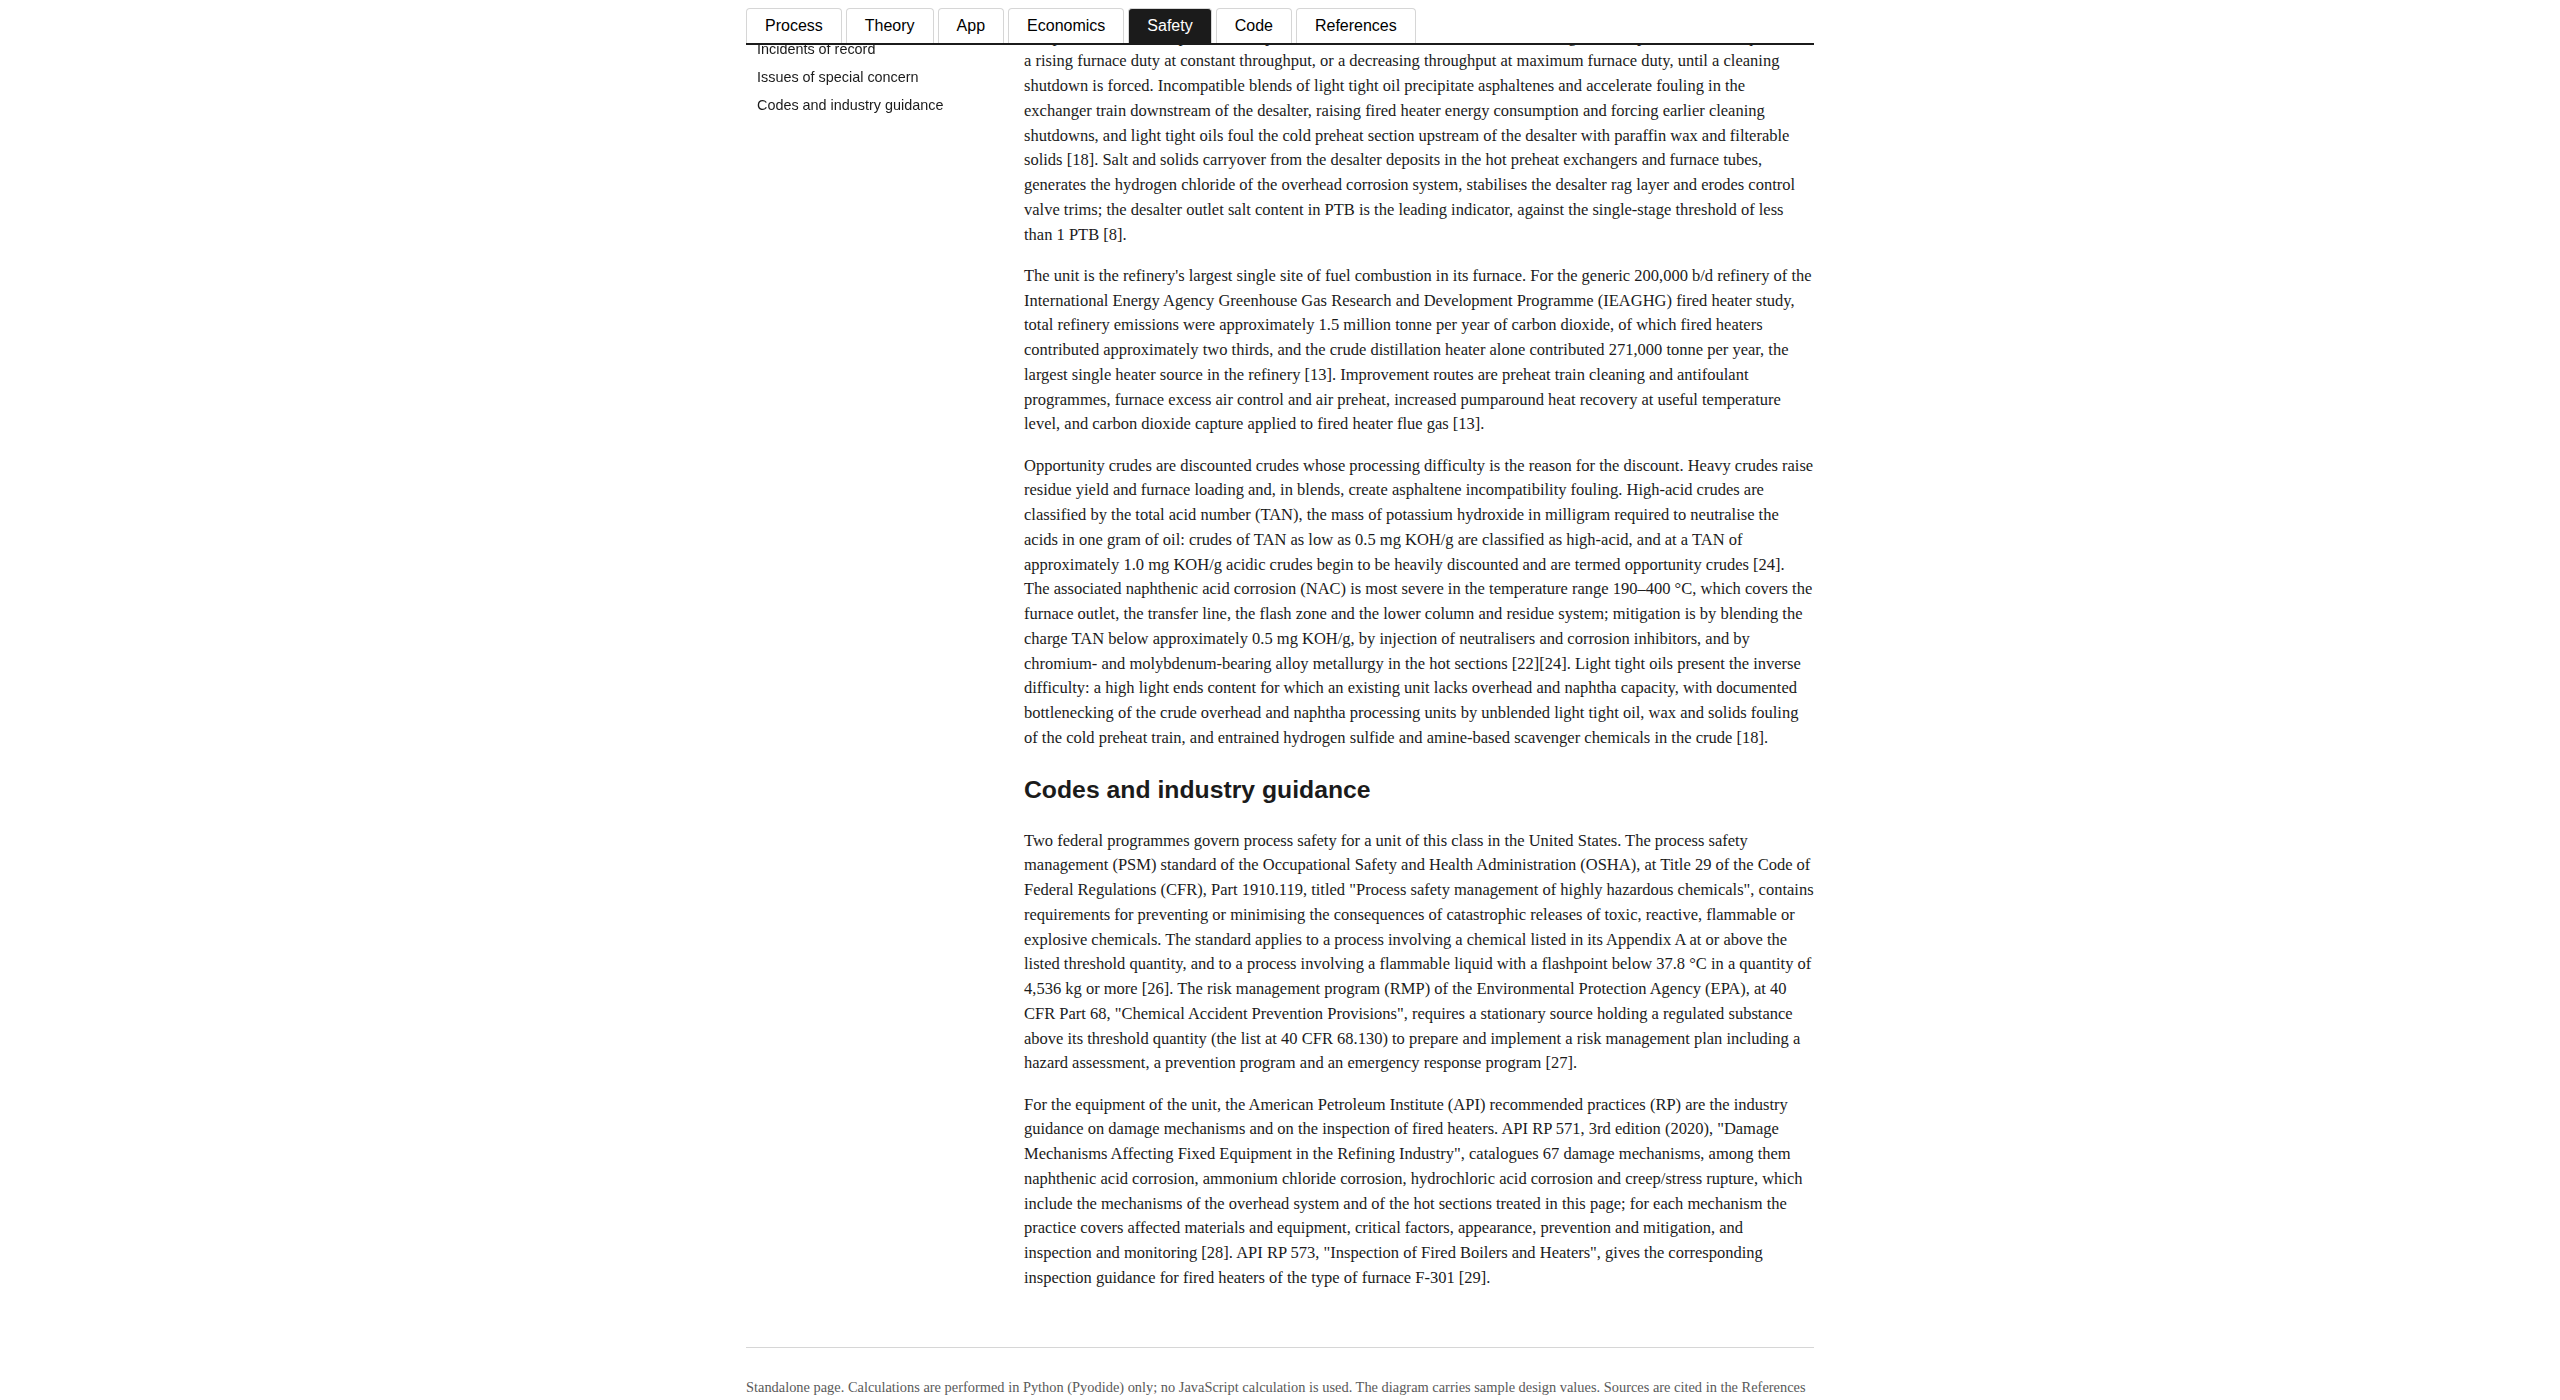 Process
Theory
App
Economics
Safety
Code
References
Incidents of record
Issues of special concern
Codes and industry guidance
a rising furnace duty at constant throughput, or a decreasing throughput at maximum furnace duty, until a cleaning
shutdown is forced. Incompatible blends of light tight oil precipitate asphaltenes and accelerate fouling in the
exchanger train downstream of the desalter, raising fired heater energy consumption and forcing earlier cleaning
shutdowns, and light tight oils foul the cold preheat section upstream of the desalter with paraffin wax and filterable
solids [18]. Salt and solids carryover from the desalter deposits in the hot preheat exchangers and furnace tubes,
generates the hydrogen chloride of the overhead corrosion system, stabilises the desalter rag layer and erodes control
valve trims; the desalter outlet salt content in PTB is the leading indicator, against the single-stage threshold of less
than 1 PTB [8].
The unit is the refinery's largest single site of fuel combustion in its furnace. For the generic 200,000 b/d refinery of the
International Energy Agency Greenhouse Gas Research and Development Programme (IEAGHG) fired heater study,
total refinery emissions were approximately 1.5 million tonne per year of carbon dioxide, of which fired heaters
contributed approximately two thirds, and the crude distillation heater alone contributed 271,000 tonne per year, the
largest single heater source in the refinery [13]. Improvement routes are preheat train cleaning and antifoulant
programmes, furnace excess air control and air preheat, increased pumparound heat recovery at useful temperature
level, and carbon dioxide capture applied to fired heater flue gas [13].
Opportunity crudes are discounted crudes whose processing difficulty is the reason for the discount. Heavy crudes raise
residue yield and furnace loading and, in blends, create asphaltene incompatibility fouling. High-acid crudes are
classified by the total acid number (TAN), the mass of potassium hydroxide in milligram required to neutralise the
acids in one gram of oil: crudes of TAN as low as 0.5 mg KOH/g are classified as high-acid, and at a TAN of
approximately 1.0 mg KOH/g acidic crudes begin to be heavily discounted and are termed opportunity crudes [24].
The associated naphthenic acid corrosion (NAC) is most severe in the temperature range 190–400 °C, which covers the
furnace outlet, the transfer line, the flash zone and the lower column and residue system; mitigation is by blending the
charge TAN below approximately 0.5 mg KOH/g, by injection of neutralisers and corrosion inhibitors, and by
chromium- and molybdenum-bearing alloy metallurgy in the hot sections [22][24]. Light tight oils present the inverse
difficulty: a high light ends content for which an existing unit lacks overhead and naphtha capacity, with documented
bottlenecking of the crude overhead and naphtha processing units by unblended light tight oil, wax and solids fouling
of the cold preheat train, and entrained hydrogen sulfide and amine-based scavenger chemicals in the crude [18].
Codes and industry guidance
Two federal programmes govern process safety for a unit of this class in the United States. The process safety
management (PSM) standard of the Occupational Safety and Health Administration (OSHA), at Title 29 of the Code of
Federal Regulations (CFR), Part 1910.119, titled "Process safety management of highly hazardous chemicals", contains
requirements for preventing or minimising the consequences of catastrophic releases of toxic, reactive, flammable or
explosive chemicals. The standard applies to a process involving a chemical listed in its Appendix A at or above the
listed threshold quantity, and to a process involving a flammable liquid with a flashpoint below 37.8 °C in a quantity of
4,536 kg or more [26]. The risk management program (RMP) of the Environmental Protection Agency (EPA), at 40
CFR Part 68, "Chemical Accident Prevention Provisions", requires a stationary source holding a regulated substance
above its threshold quantity (the list at 40 CFR 68.130) to prepare and implement a risk management plan including a
hazard assessment, a prevention program and an emergency response program [27].
For the equipment of the unit, the American Petroleum Institute (API) recommended practices (RP) are the industry
guidance on damage mechanisms and on the inspection of fired heaters. API RP 571, 3rd edition (2020), "Damage
Mechanisms Affecting Fixed Equipment in the Refining Industry", catalogues 67 damage mechanisms, among them
naphthenic acid corrosion, ammonium chloride corrosion, hydrochloric acid corrosion and creep/stress rupture, which
include the mechanisms of the overhead system and of the hot sections treated in this page; for each mechanism the
practice covers affected materials and equipment, critical factors, appearance, prevention and mitigation, and
inspection and monitoring [28]. API RP 573, "Inspection of Fired Boilers and Heaters", gives the corresponding
inspection guidance for fired heaters of the type of furnace F-301 [29].
Standalone page. Calculations are performed in Python (Pyodide) only; no JavaScript calculation is used. The diagram carries sample design values. Sources are cited in the References